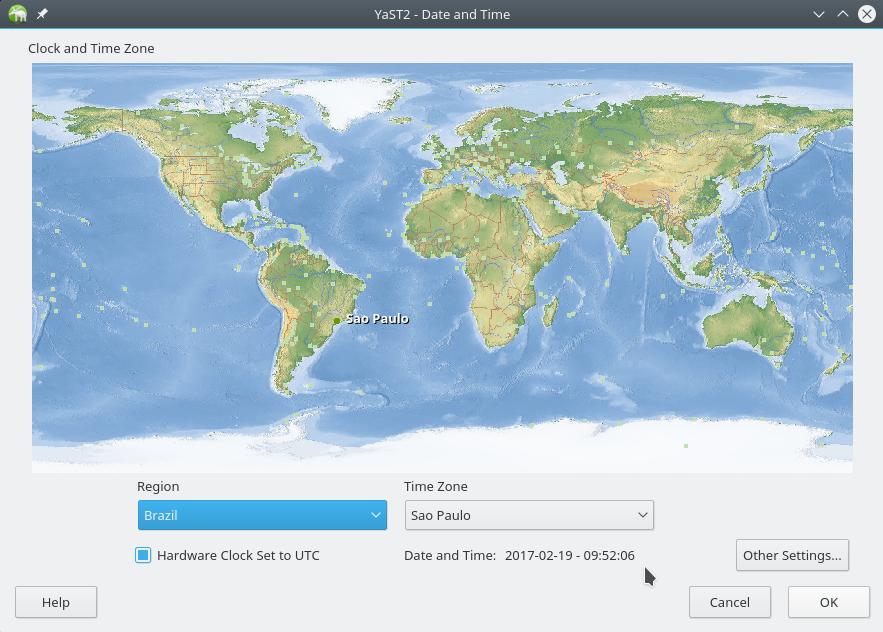 YaST2 - Date and Time
Clock and Time Zone
Sao Paulo
Region
Time Zone
Brazil
Sao Paulo
Hardware Clock Set to UTC
Date and Time: 2017-02-19 - 09:52:06
Other Settings...
Help
Cancel
OK